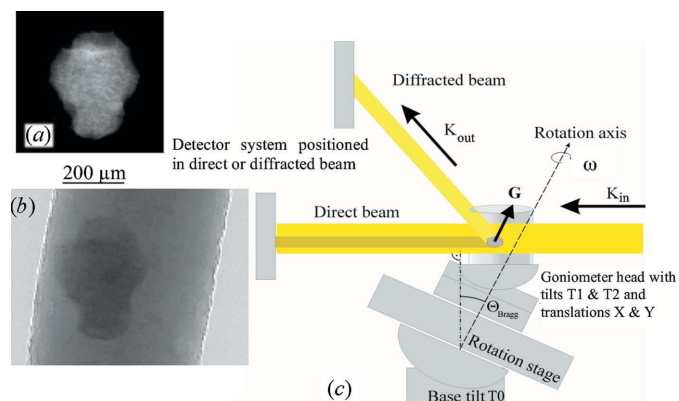 (a)
200 µm
(b)
Detector system positioned
in direct or diffracted beam
Diffracted beam
Kout
Rotation axis
ω
G
Kin
Direct beam
Goniometer head with
tilts T1 & T2 and
translations X & Y
ΘBragg
Rotation stage
Base tilt T0
(c)